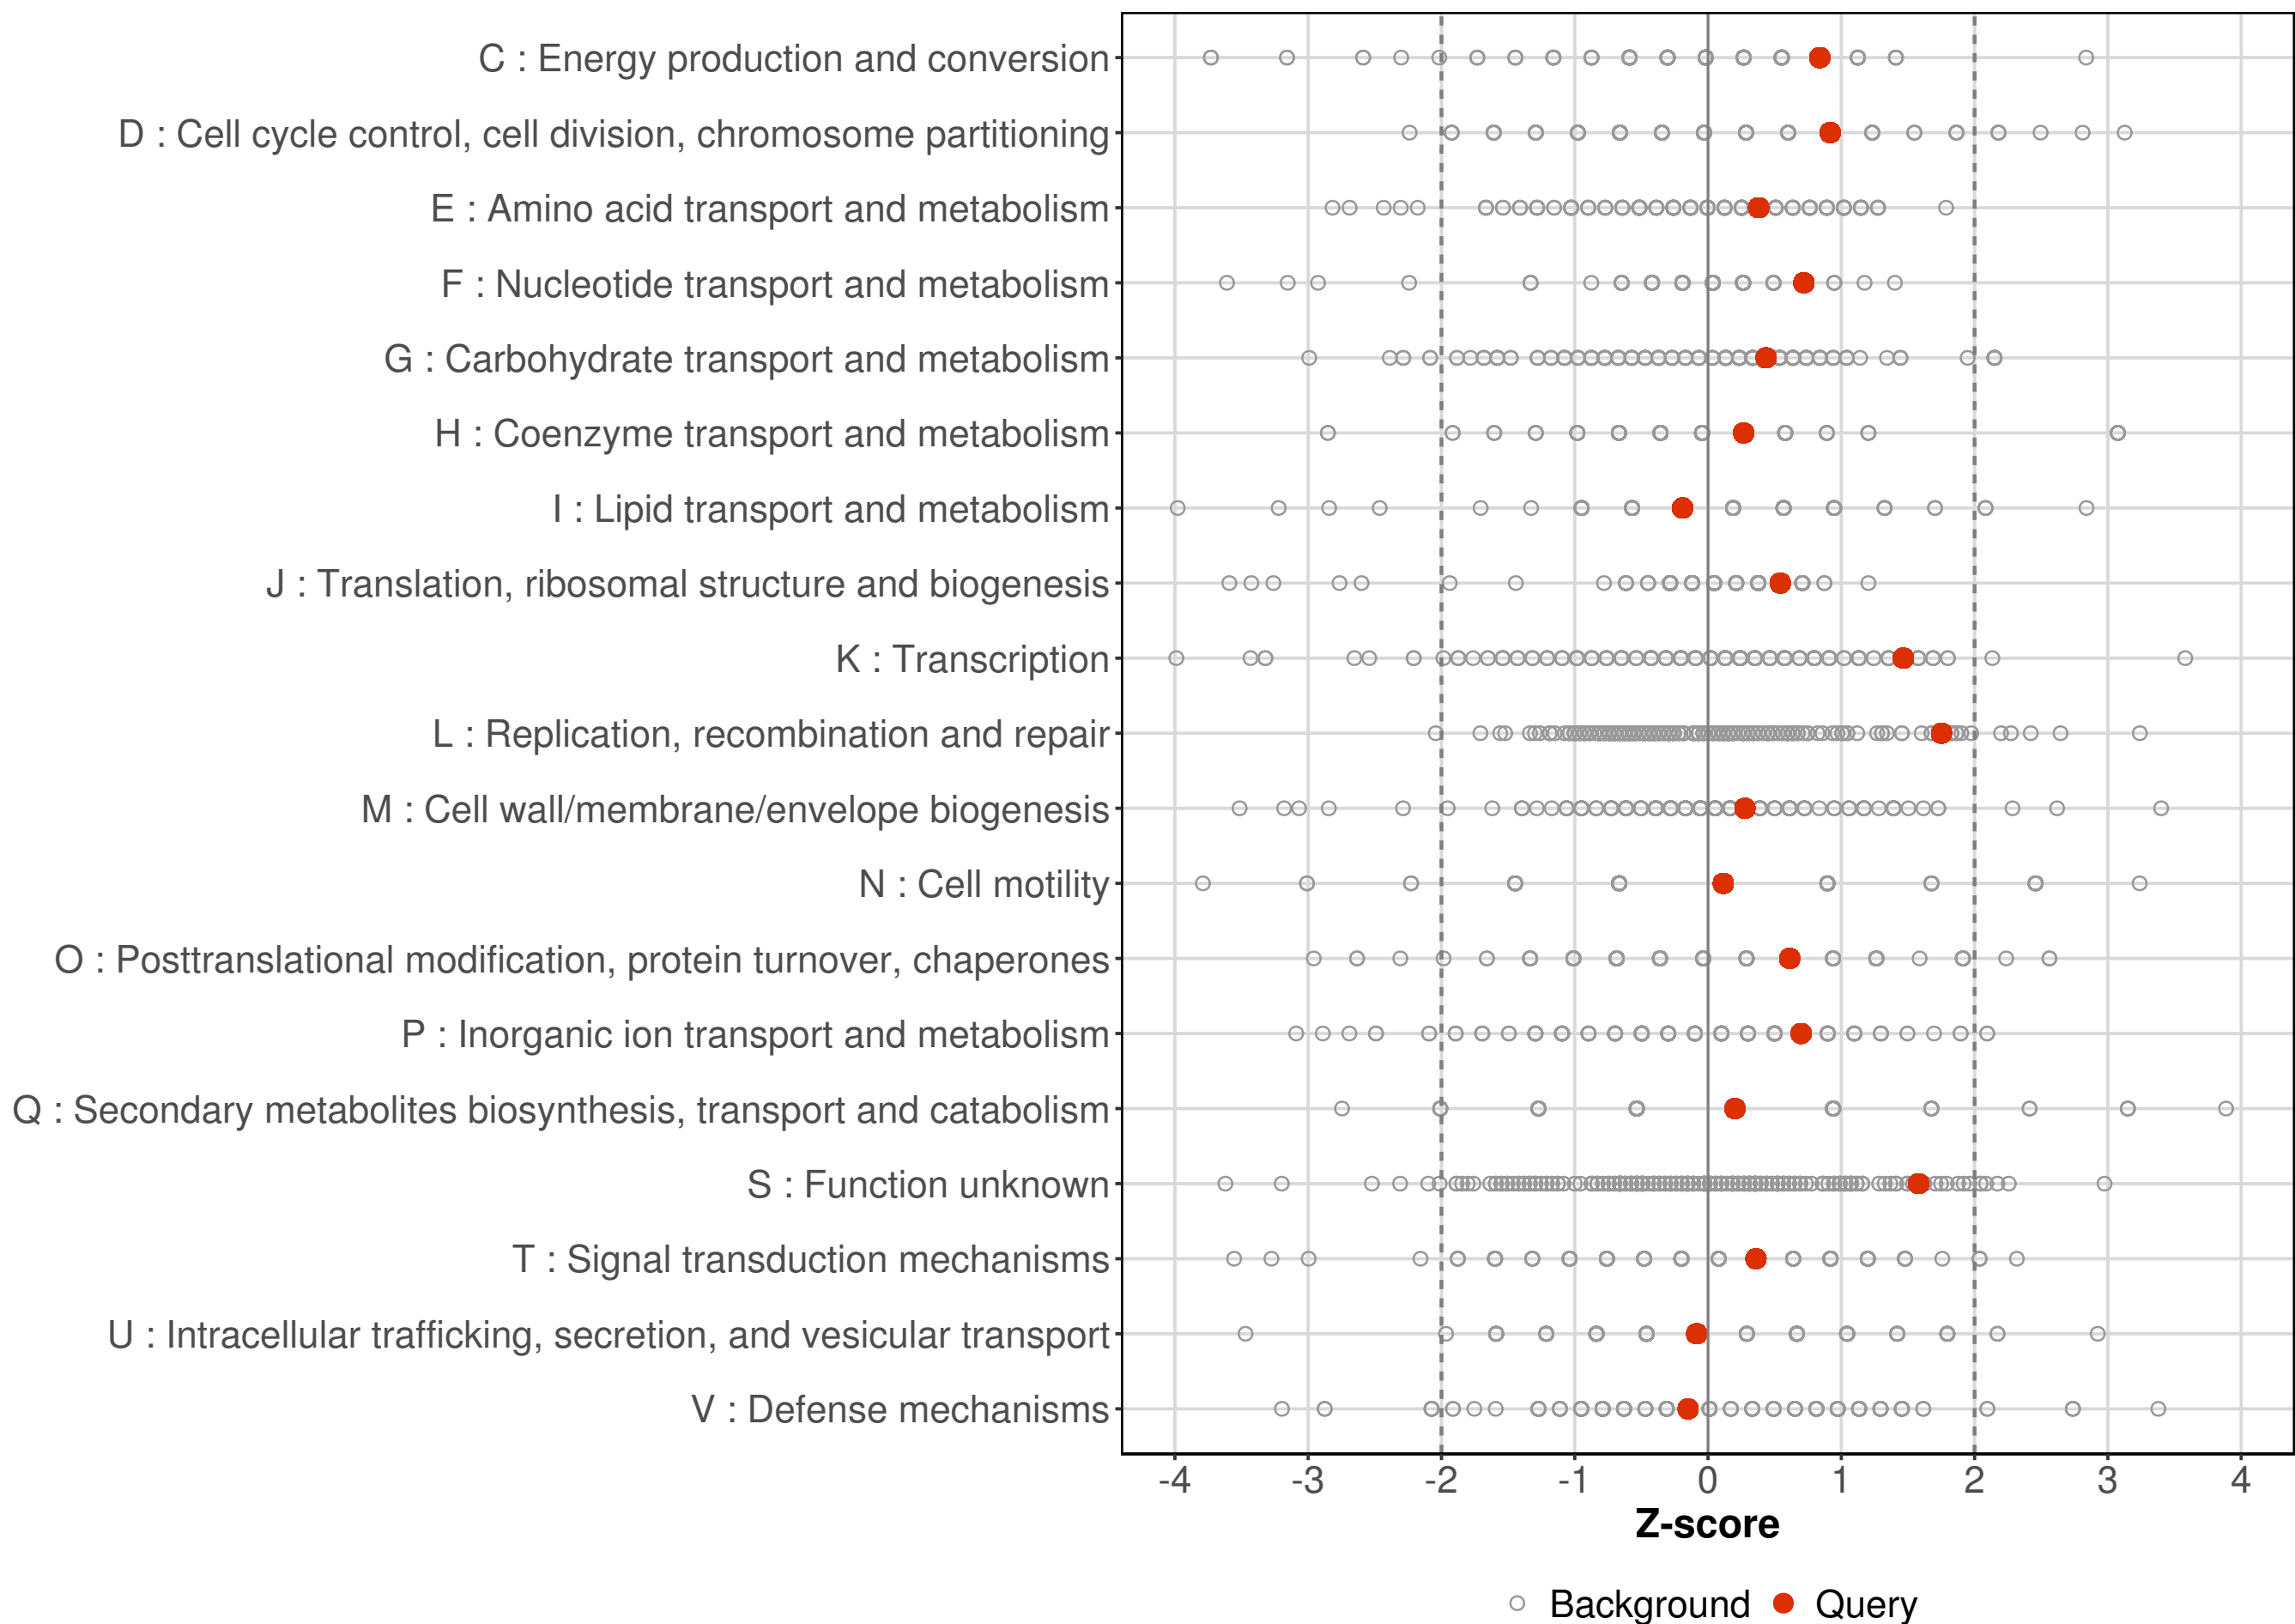 C : Energy production and conversion
D : Cell cycle control, cell division, chromosome partitioning
E : Amino acid transport and metabolism
F : Nucleotide transport and metabolism
G : Carbohydrate transport and metabolism
H : Coenzyme transport and metabolism
I : Lipid transport and metabolism
J : Translation, ribosomal structure and biogenesis
K : Transcription
L : Replication, recombination and repair
M : Cell wall/membrane/envelope biogenesis
N : Cell motility
O : Posttranslational modification, protein turnover, chaperones
P : Inorganic ion transport and metabolism
Q : Secondary metabolites biosynthesis, transport and catabolism
S : Function unknown
T : Signal transduction mechanisms
U : Intracellular trafficking, secretion, and vesicular transport
V : Defense mechanisms
-4 -3 -2 -1 0 1 2 3 4
Z-score
Background Query